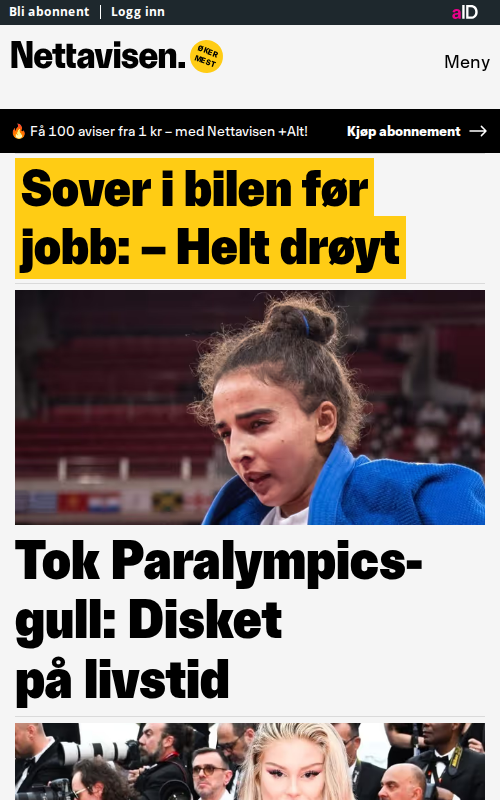 Bli abonnent | Logg inn
aID
Nettavisen.
ØKER
MEST
Meny
🔥 Få 100 aviser fra 1 kr – med Nettavisen +Alt!
Kjøp abonnement →
Sover i bilen før
jobb: – Helt drøyt
Tok Paralympics-
gull: Disket
på livstid